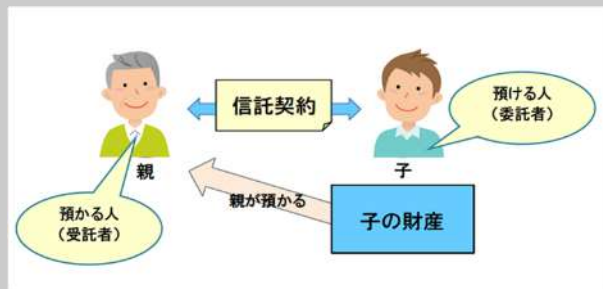 信託契約
預ける人
（委託者）
親
子
預かる人
（受託者）
親が預かる
子の財産